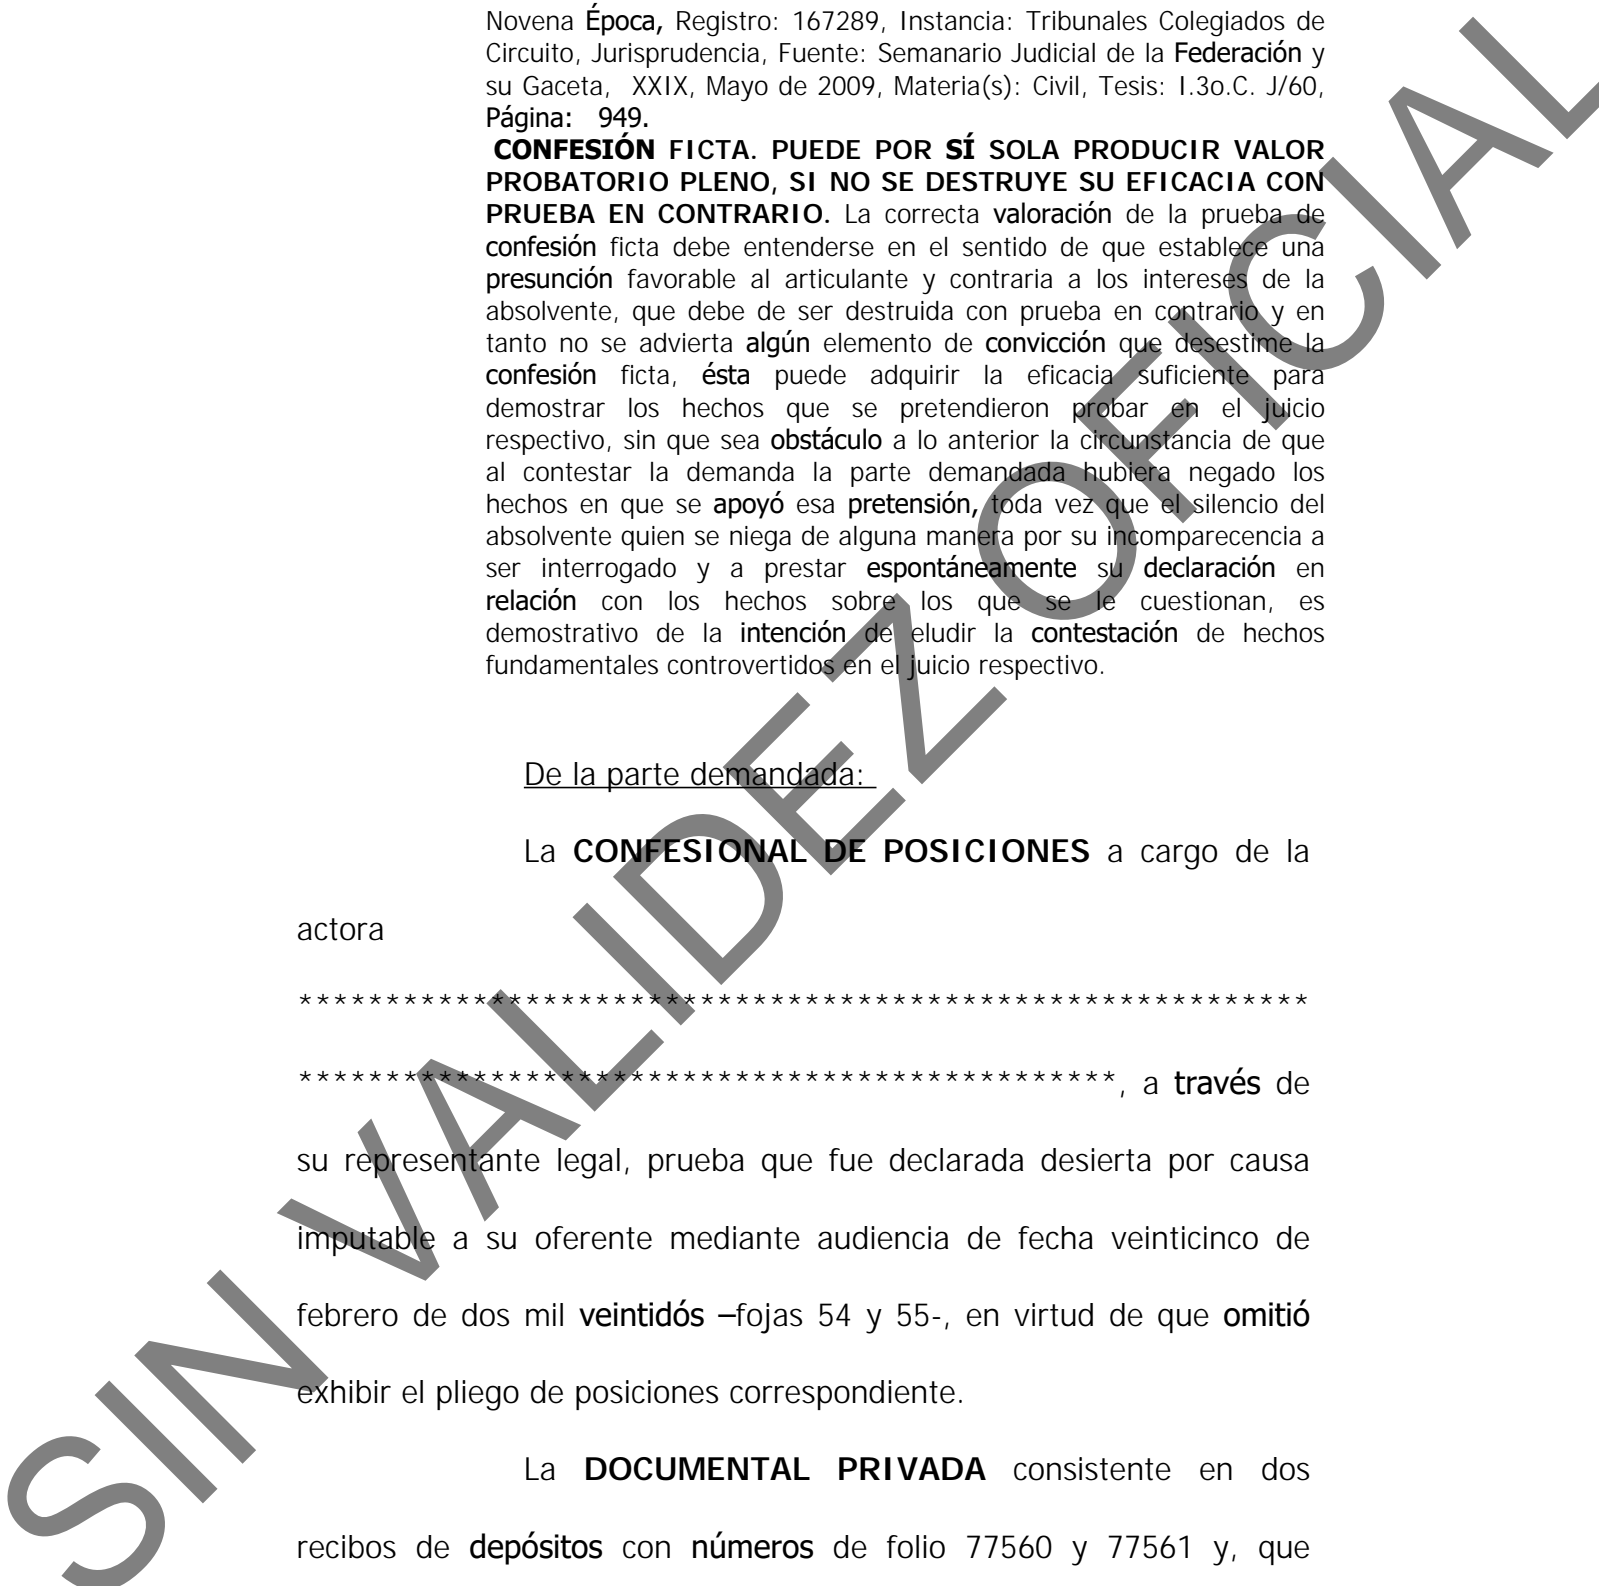 Novena Época, Registro: 167289, Instancia: Tribunales Colegiados de
Circuito, Jurisprudencia, Fuente: Semanario Judicial de la Federación y
su Gaceta, XXIX, Mayo de 2009, Materia(s): Civil, Tesis: I.3o.C. J/60,
Página: 949.
CONFESIÓN FICTA. PUEDE POR SÍ SOLA PRODUCIR VALOR
PROBATORIO PLENO, SI NO SE DESTRUYE SU EFICACIA CON
PRUEBA EN CONTRARIO. La correcta valoración de la prueba de
confesión ficta debe entenderse en el sentido de que establece una
presunción favorable al articulante y contraria a los intereses de la
absolvente, que debe de ser destruida con prueba en contrario y en
tanto no se advierta algún elemento de convicción que desestime la
confesión ficta, ésta puede adquirir la eficacia suficiente para
demostrar los hechos que se pretendieron probar en el juicio
respectivo, sin que sea obstáculo a lo anterior la circunstancia de que
al contestar la demanda la parte demandada hubiera negado los
hechos en que se apoyó esa pretensión, toda vez que el silencio del
absolvente quien se niega de alguna manera por su incomparecencia a
ser interrogado y a prestar espontáneamente su declaración en
relación con los hechos sobre los que se le cuestionan, es
demostrativo de la intención de eludir la contestación de hechos
fundamentales controvertidos en el juicio respectivo.
De la parte demandada:
La CONFESIONAL DE POSICIONES a cargo de la
actora
**********************************************************
***********************************************, a través de
su representante legal, prueba que fue declarada desierta por causa
imputable a su oferente mediante audiencia de fecha veinticinco de
febrero de dos mil veintidós –fojas 54 y 55-, en virtud de que omitió
exhibir el pliego de posiciones correspondiente.
La DOCUMENTAL PRIVADA consistente en dos
recibos de depósitos con números de folio 77560 y 77561 y, que
SIN VALIDEZ OFICIAL